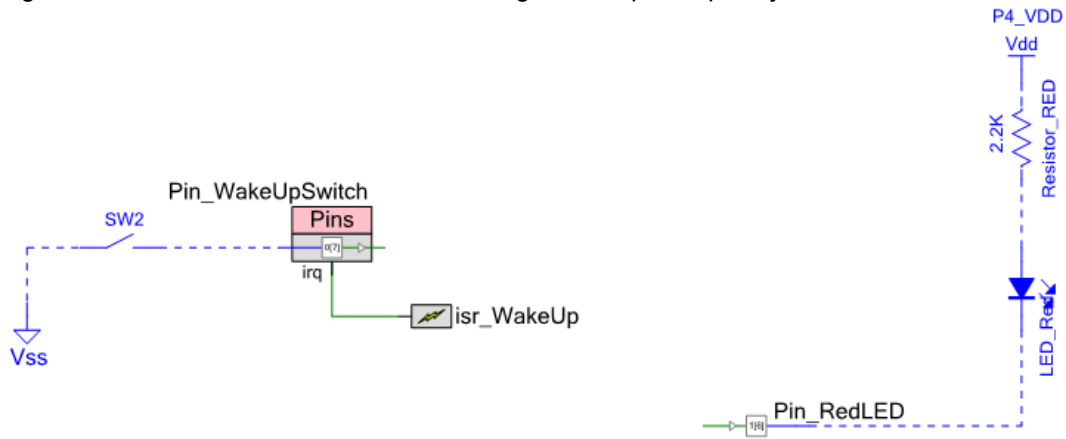 P4_VDD
Vdd
2.2K
Resistor_RED
Pin_WakeUpSwitch
SW2
Pins
0[7]
irq
isr_WakeUp
Vss
LED_Red
Pin_RedLED
1[6]